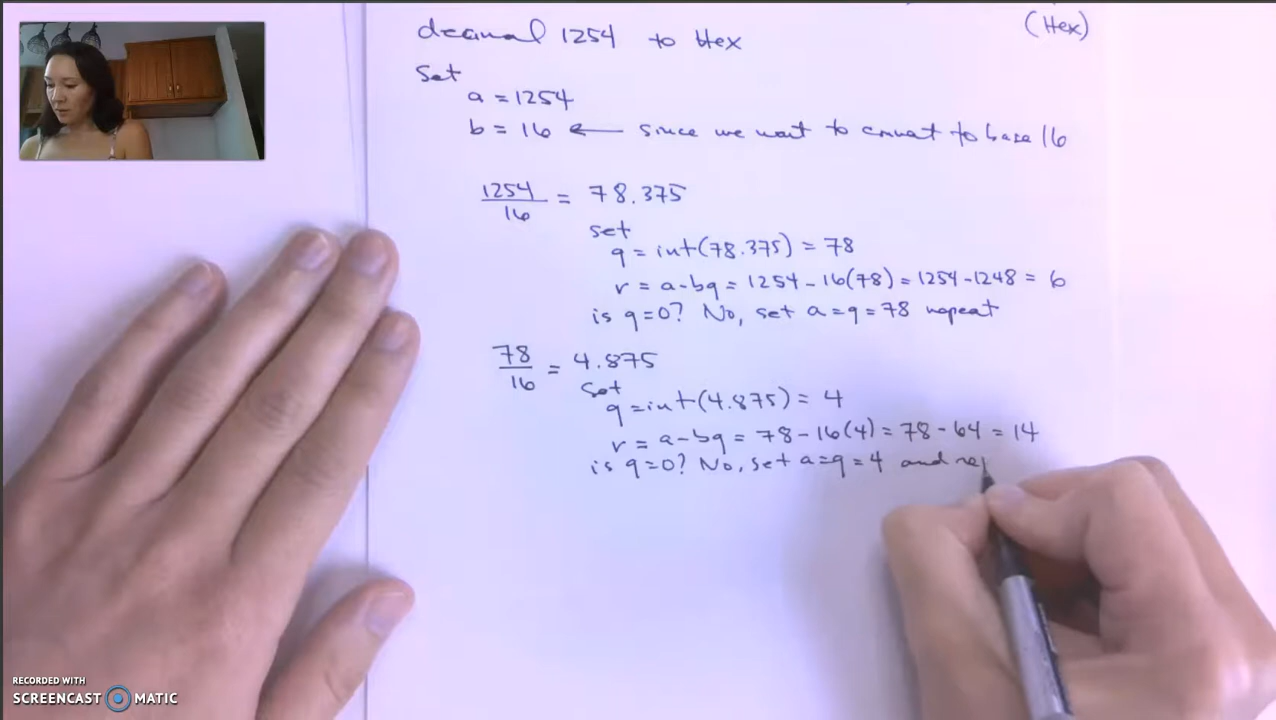 (Hex)
decimal 1254 to Hex
Set
a = 1254
b = 16 ← since we want to convert to base 16
1254/16 = 78.375
set
q = int(78.375) = 78
r = a-bq = 1254 - 16(78) = 1254 - 1248 = 6
is q=0? No, set a=q=78 repeat
78/16 = 4.875
Set
q = int(4.875) = 4
r = a-bq = 78 - 16(4) = 78 - 64 = 14
is q=0? No, set a=q=4 and rep
RECORDED WITH
SCREENCAST MATIC